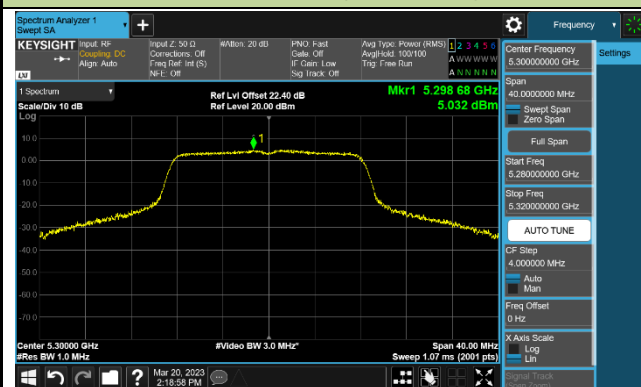 Spectrum Analyzer 1
Swept SA
Frequency
KEYSIGHT
Input: RF
Coupling: DC
Align: Auto
Input Z: 50 Ω
Corrections: Off
Freq Ref: Int (S)
NFE: Off
#Atten: 20 dB
PNO: Fast
Gate: Off
IF Gain: Low
Sig Track: Off
Avg Type: Power (RMS)
Avg|Hold: 100/100
Trig: Free Run
1 2 3 4 5 6
A W W W W W
A N N N N N
LXI
1 Spectrum
Scale/Div 10 dB
Log
Ref Lvl Offset 22.40 dB
Ref Level 20.00 dBm
Mkr1 5.298 68 GHz
5.032 dBm
1
10.0
0.00
-10.0
-20.0
-30.0
-40.0
-50.0
-60.0
-70.0
Center 5.30000 GHz
#Res BW 1.0 MHz
#Video BW 3.0 MHz*
Span 40.00 MHz
Sweep 1.07 ms (2001 pts)
Center Frequency
5.300000000 GHz
Settings
Span
40.0000000 MHz
Swept Span
Zero Span
Full Span
Start Freq
5.280000000 GHz
Stop Freq
5.320000000 GHz
AUTO TUNE
CF Step
4.000000 MHz
Auto
Man
Freq Offset
0 Hz
X Axis Scale
Log
Lin
Signal Track
(Span Zoom)
Mar 20, 2023
2:18:58 PM